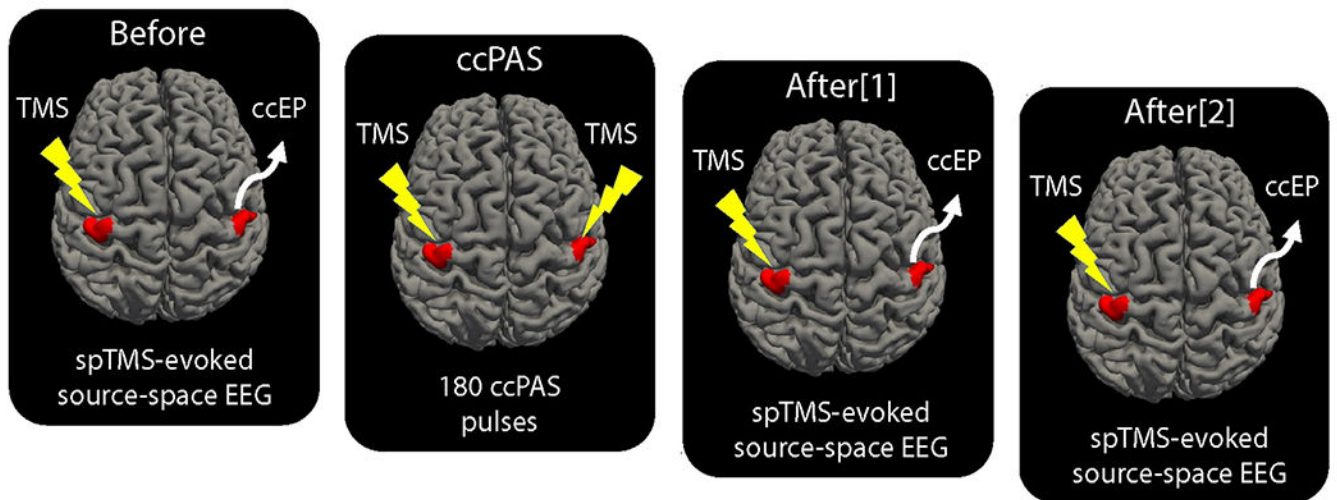 Before
TMS
ccEP
spTMS-evoked
source-space EEG
ccPAS
TMS
TMS
180 ccPAS
pulses
After[1]
TMS
ccEP
spTMS-evoked
source-space EEG
After[2]
TMS
ccEP
spTMS-evoked
source-space EEG